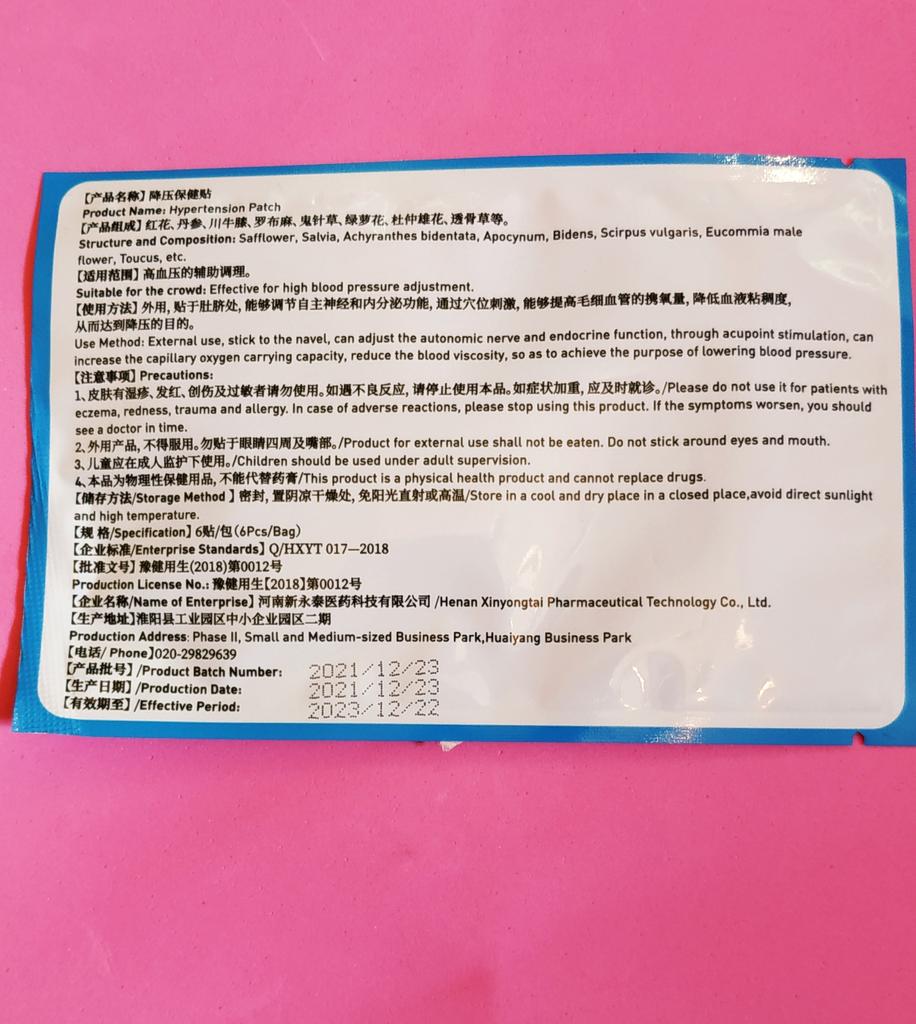 【产品名称】降压保健贴
Product Name: Hypertension Patch
【产品组成】红花、丹参、川牛膝、罗布麻、鬼针草、绿萝花、杜仲雄花、透骨草等。
Structure and Composition: Safflower, Salvia, Achyranthes bidentata, Apocynum, Bidens, Scirpus vulgaris, Eucommia male
flower, Toucus, etc.
【适用范围】高血压的辅助调理。
Suitable for the crowd: Effective for high blood pressure adjustment.
【使用方法】外用, 贴于肚脐处, 能够调节自主神经和内分泌功能, 通过穴位刺激, 能够提高毛细血管的携氧量, 降低血液粘稠度,
从而达到降压的目的。
Use Method: External use, stick to the navel, can adjust the autonomic nerve and endocrine function, through acupoint stimulation, can
increase the capillary oxygen carrying capacity, reduce the blood viscosity, so as to achieve the purpose of lowering blood pressure.
【注意事项】Precautions:
1、皮肤有湿疹、发红、创伤及过敏者请勿使用。如遇不良反应, 请停止使用本品。如症状加重, 应及时就诊。/Please do not use it for patients with
eczema, redness, trauma and allergy. In case of adverse reactions, please stop using this product. If the symptoms worsen, you should
see a doctor in time.
2、外用产品, 不得服用。勿贴于眼睛四周及嘴部。/Product for external use shall not be eaten. Do not stick around eyes and mouth.
3、儿童应在成人监护下使用。/Children should be used under adult supervision.
4、本品为物理性保健用品, 不能代替药膏/This product is a physical health product and cannot replace drugs.
【储存方法/Storage Method】密封, 置阴凉干燥处, 免阳光直射或高温/Store in a cool and dry place in a closed place,avoid direct sunlight
and high temperature.
【规 格/Specification】6贴/包(6Pcs/Bag)
【企业标准/Enterprise Standards】Q/HXYT 017—2018
【批准文号】豫健用生(2018)第0012号
Production License No.: 豫健用生【2018】第0012号
【企业名称/Name of Enterprise】河南新永泰医药科技有限公司 /Henan Xinyongtai Pharmaceutical Technology Co., Ltd.
【生产地址】淮阳县工业园区中小企业园区二期
Production Address: Phase II, Small and Medium-sized Business Park,Huaiyang Business Park
【电话/ Phone】020-29829639
【产品批号】/Product Batch Number: 2021/12/23
【生产日期】/Production Date: 2021/12/23
【有效期至】/Effective Period: 2023/12/22